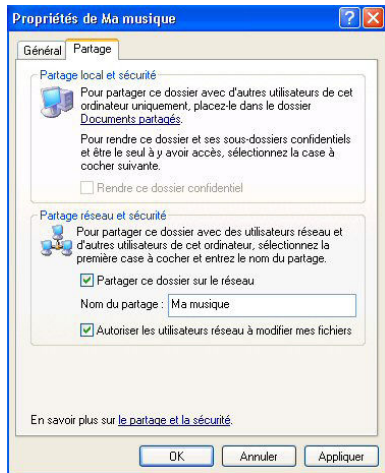 Propriétés de Ma musique
Général Partage
Partage local et sécurité
Pour partager ce dossier avec d'autres utilisateurs de cet
ordinateur uniquement, placez-le dans le dossier
Documents partagés.
Pour rendre ce dossier et ses sous-dossiers confidentiels
et être le seul à y avoir accès, sélectionnez la case à
cocher suivante.
Rendre ce dossier confidentiel
Partage réseau et sécurité
Pour partager ce dossier avec des utilisateurs réseau et
d'autres utilisateurs de cet ordinateur, sélectionnez la
première case à cocher et entrez le nom du partage.
Partager ce dossier sur le réseau
Nom du partage : Ma musique
Autoriser les utilisateurs réseau à modifier mes fichiers
En savoir plus sur le partage et la sécurité.
OK Annuler Appliquer